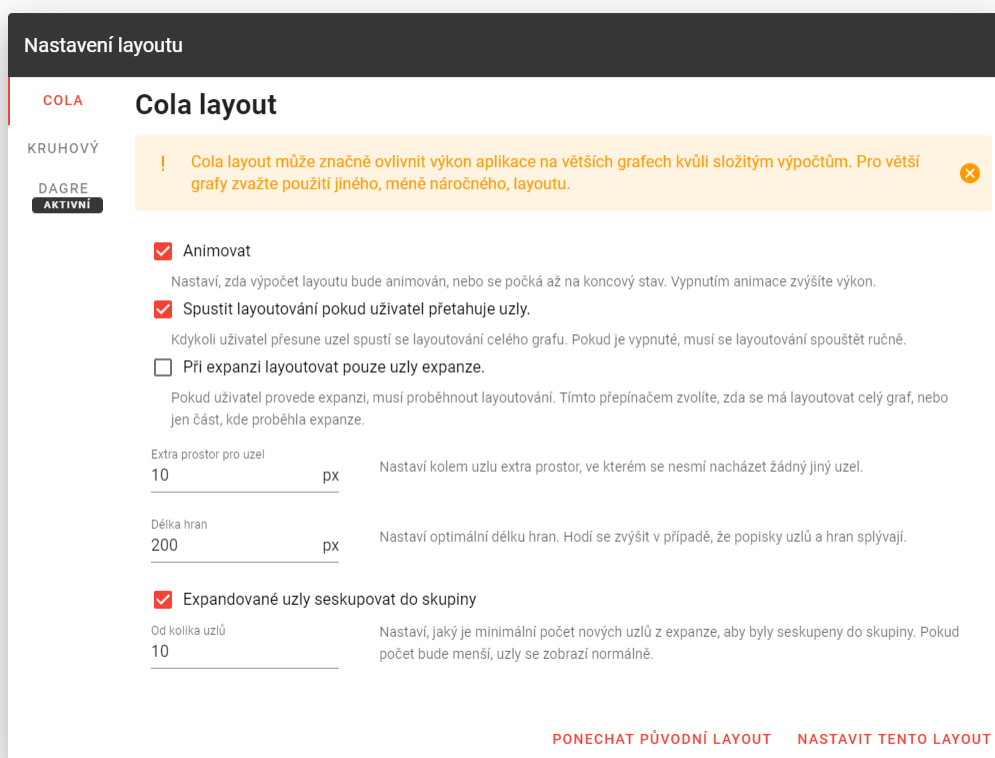 Nastavení layoutu
COLA
KRUHOVÝ
DAGRE
AKTIVNÍ
Cola layout
! Cola layout může značně ovlivnit výkon aplikace na větších grafech kvůli složitým výpočtům. Pro větší
grafy zvažte použití jiného, méně náročného, layoutu.
Animovat
Nastaví, zda výpočet layoutu bude animován, nebo se počká až na koncový stav. Vypnutím animace zvýšíte výkon.
Spustit layoutování pokud uživatel přetahuje uzly.
Kdykoli uživatel přesune uzel spustí se layoutování celého grafu. Pokud je vypnuté, musí se layoutování spouštět ručně.
Při expanzi layoutovat pouze uzly expanze.
Pokud uživatel provede expanzi, musí proběhnout layoutování. Tímto přepínačem zvolíte, zda se má layoutovat celý graf, nebo
jen část, kde proběhla expanze.
Extra prostor pro uzel
10 px
Nastaví kolem uzlu extra prostor, ve kterém se nesmí nacházet žádný jiný uzel.
Délka hran
200 px
Nastaví optimální délku hran. Hodí se zvýšit v případě, že popisky uzlů a hran splývají.
Expandované uzly seskupovat do skupiny
Od kolika uzlů
10
Nastaví, jaký je minimální počet nových uzlů z expanze, aby byly seskupeny do skupiny. Pokud
počet bude menší, uzly se zobrazí normálně.
PONECHAT PŮVODNÍ LAYOUT NASTAVIT TENTO LAYOUT